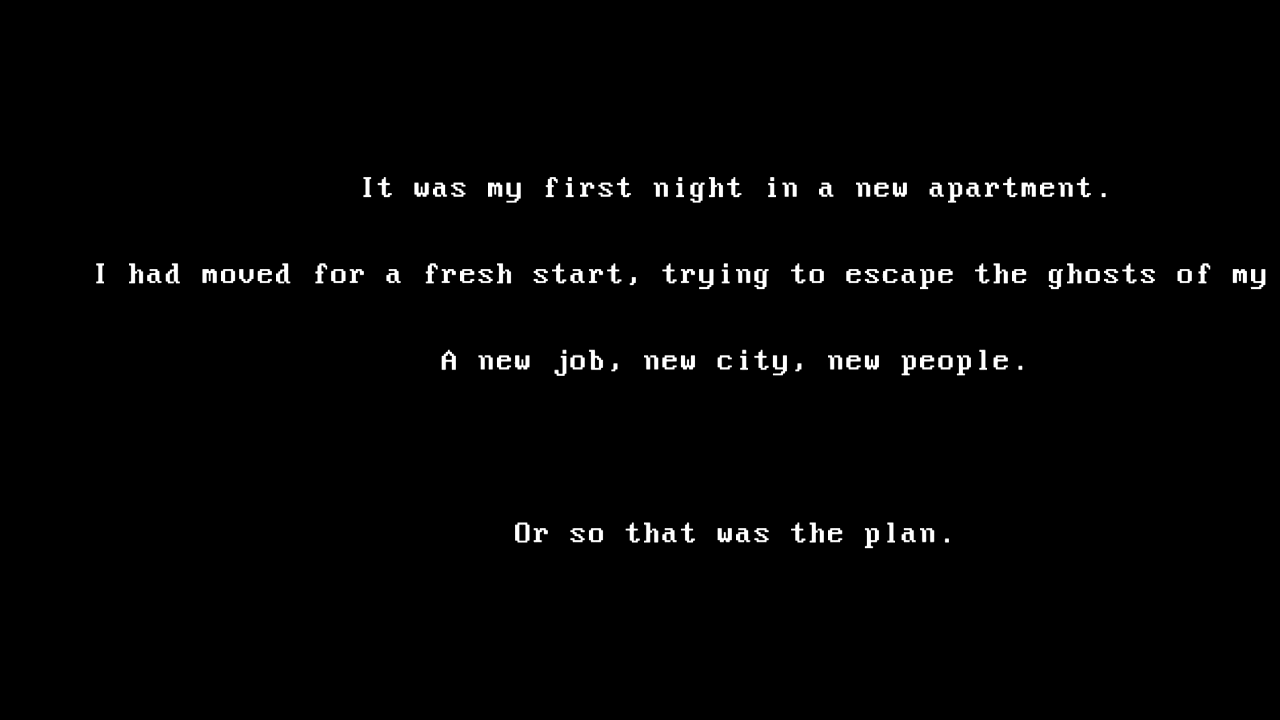 It was my first night in a new apartment.
I had moved for a fresh start, trying to escape the ghosts of my
A new job, new city, new people.
Or so that was the plan.